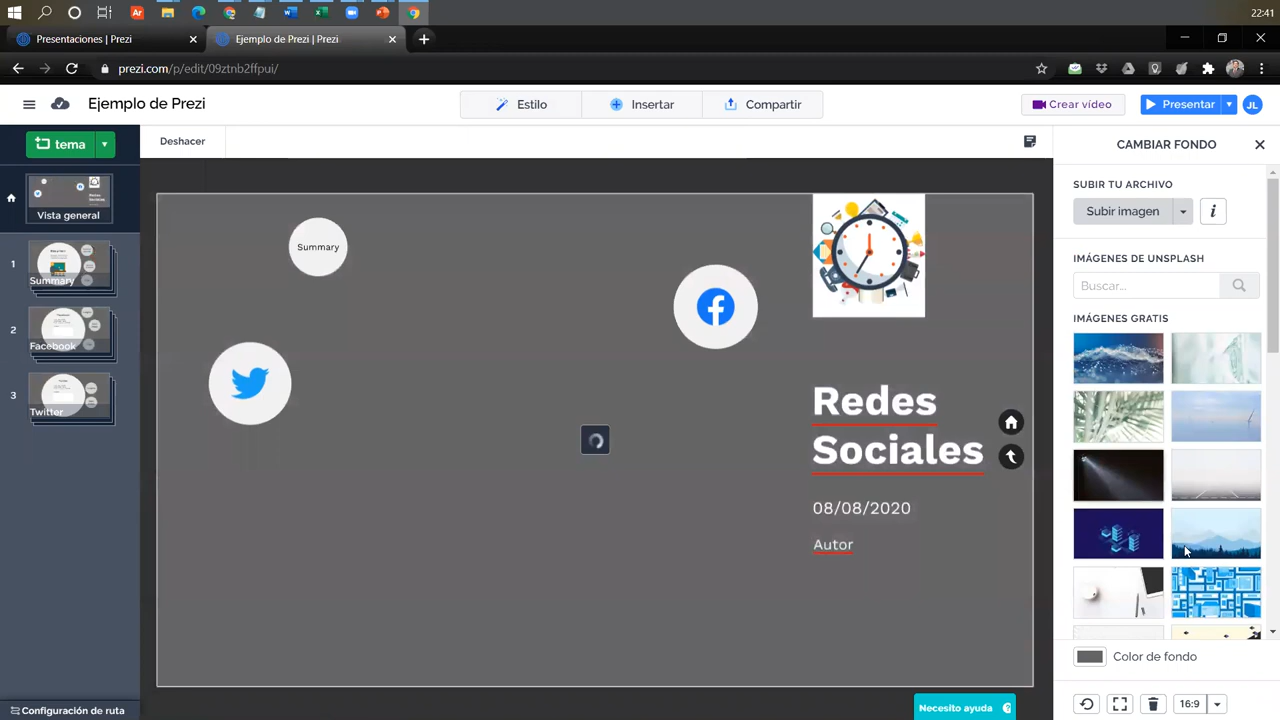 22:41
Presentaciones | Prezi
Ejemplo de Prezi | Prezi
prezi.com/p/edit/09ztnb2ffpui/
Ejemplo de Prezi
Estilo
Insertar
Compartir
Crear vídeo
Presentar
JL
tema
Deshacer
CAMBIAR FONDO
SUBIR TU ARCHIVO
Subir imagen
i
IMÁGENES DE UNSPLASH
Buscar...
IMÁGENES GRATIS
Vista general
1
Summary
2
Facebook
3
Twitter
Summary
Redes
Sociales
08/08/2020
Autor
Color de fondo
16:9
Configuración de ruta
Necesito ayuda